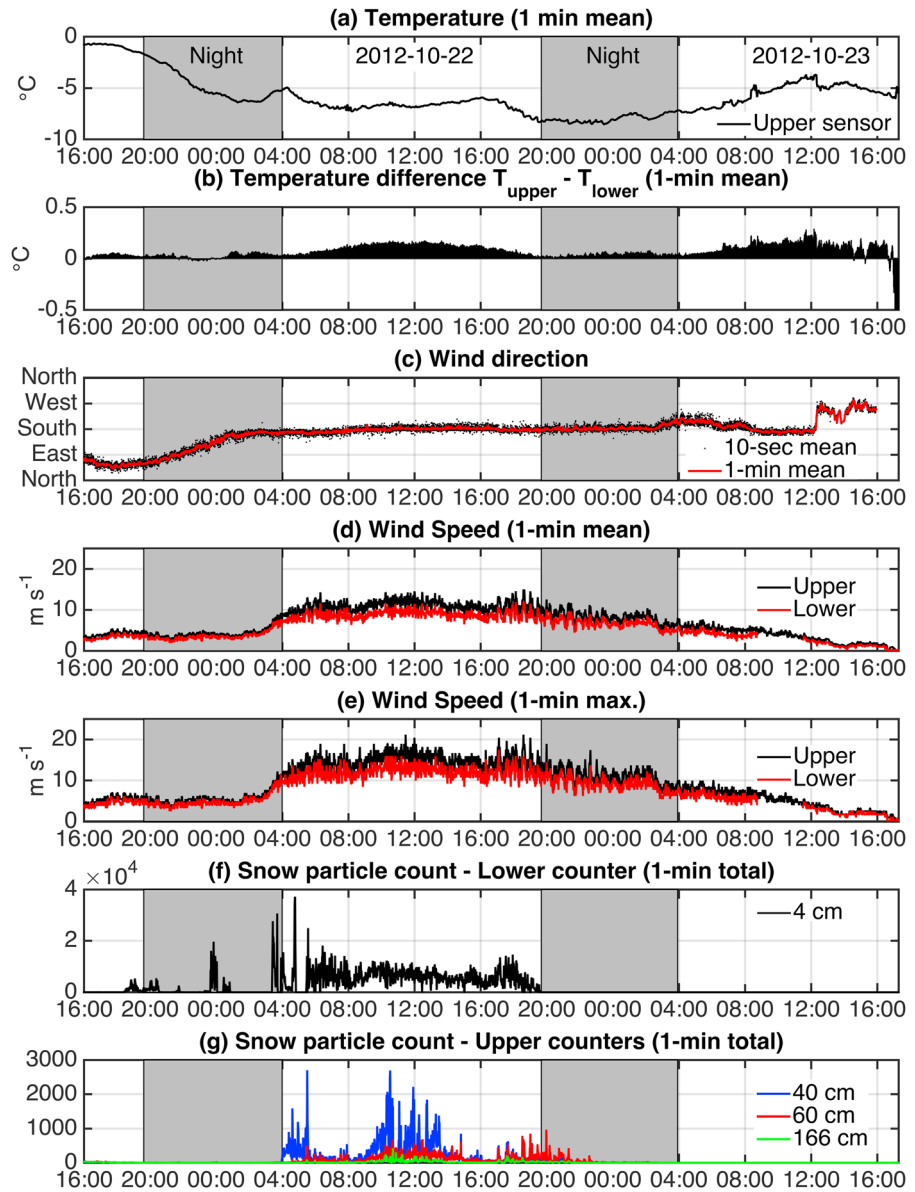 (a) Temperature (1 min mean)
0
Night
2012-10-22
Night
2012-10-23
°C
-5
Upper sensor
-10
16:00 20:00 00:00 04:00 08:00 12:00 16:00 20:00 00:00 04:00 08:00 12:00 16:00
(b) Temperature difference Tupper - Tlower (1-min mean)
0.5
°C
0
-0.5
16:00 20:00 00:00 04:00 08:00 12:00 16:00 20:00 00:00 04:00 08:00 12:00 16:00
(c) Wind direction
North
West
South
East
10-sec mean
North
1-min mean
16:00 20:00 00:00 04:00 08:00 12:00 16:00 20:00 00:00 04:00 08:00 12:00 16:00
(d) Wind Speed (1-min mean)
20
Upper
m s-1
10
Lower
0
16:00 20:00 00:00 04:00 08:00 12:00 16:00 20:00 00:00 04:00 08:00 12:00 16:00
(e) Wind Speed (1-min max.)
20
Upper
m s-1
10
Lower
0
16:00 20:00 00:00 04:00 08:00 12:00 16:00 20:00 00:00 04:00 08:00 12:00 16:00
(f) Snow particle count - Lower counter (1-min total)
×10^4
4
4 cm
2
0
16:00 20:00 00:00 04:00 08:00 12:00 16:00 20:00 00:00 04:00 08:00 12:00 16:00
(g) Snow particle count - Upper counters (1-min total)
3000
40 cm
2000
60 cm
1000
166 cm
0
16:00 20:00 00:00 04:00 08:00 12:00 16:00 20:00 00:00 04:00 08:00 12:00 16:00